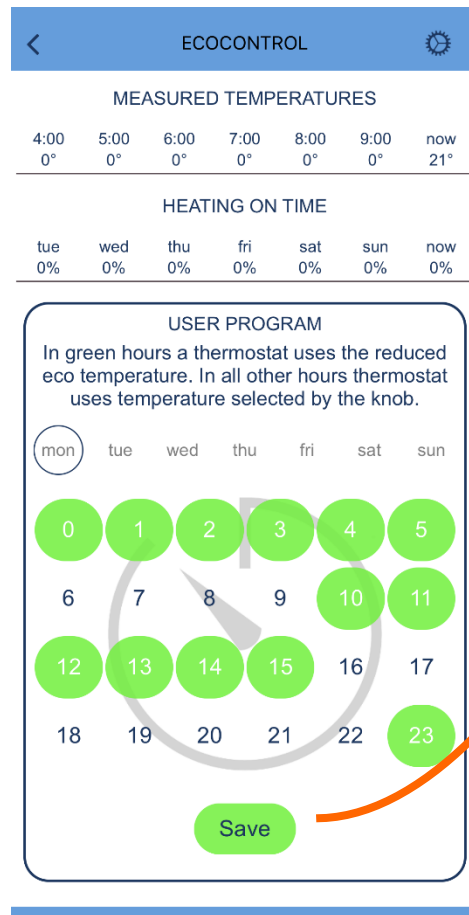 ECOCONTROL
MEASURED TEMPERATURES
4:00 5:00 6:00 7:00 8:00 9:00 now
0° 0° 0° 0° 0° 0° 21°
HEATING ON TIME
tue wed thu fri sat sun now
0% 0% 0% 0% 0% 0% 0%
USER PROGRAM
In green hours a thermostat uses the reduced
eco temperature. In all other hours thermostat
uses temperature selected by the knob.
mon tue wed thu fri sat sun
0 1 2 3 4 5
6 7 8 9 10 11
12 13 14 15 16 17
18 19 20 21 22 23
Save